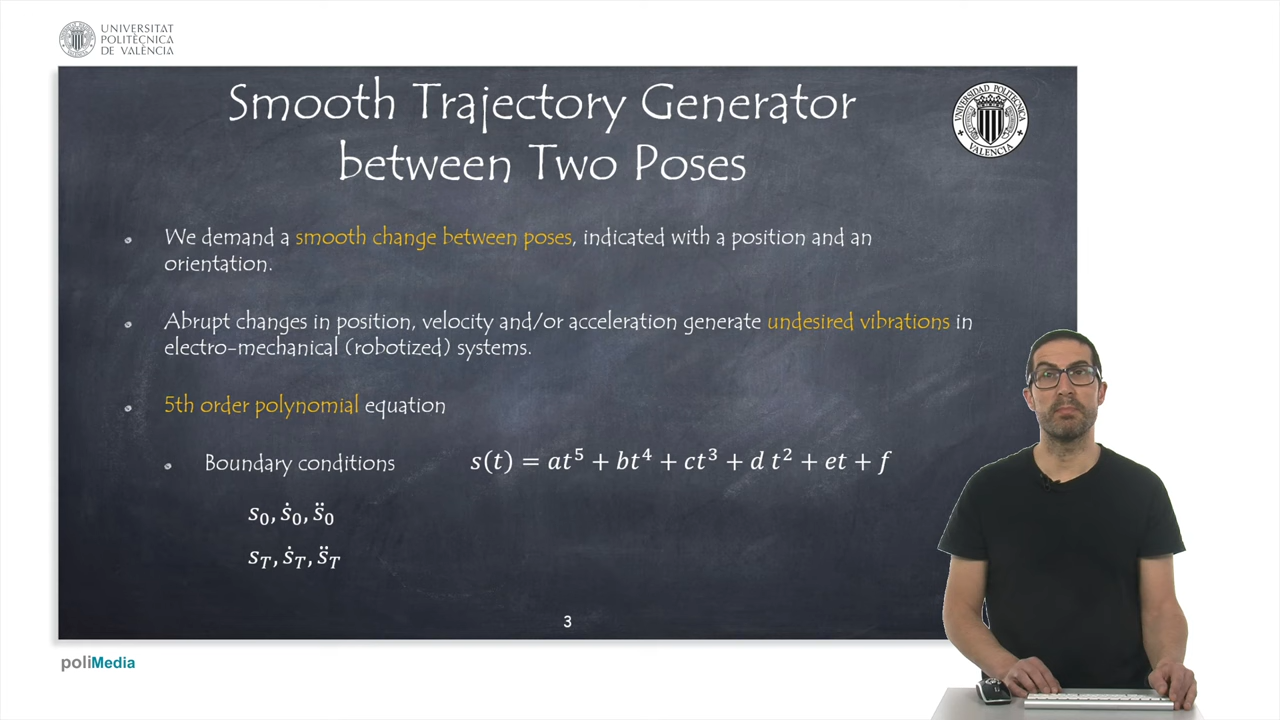 UNIVERSITAT
POLITÈCNICA
DE VALÈNCIA
Smooth Trajectory Generator
between Two Poses
UNIVERSIDAD POLITECNICA
VALENCIA
We demand a smooth change between poses, indicated with a position and an
orientation.
Abrupt changes in position, velocity and/or acceleration generate undesired vibrations in
electro-mechanical (robotized) systems.
5th order polynomial equation
Boundary conditions s(t) = at⁵ + bt⁴ + ct³ + d t² + et + f
s₀, ṡ₀, s̈₀
s_T, ṡ_T, s̈_T
3
poliMedia